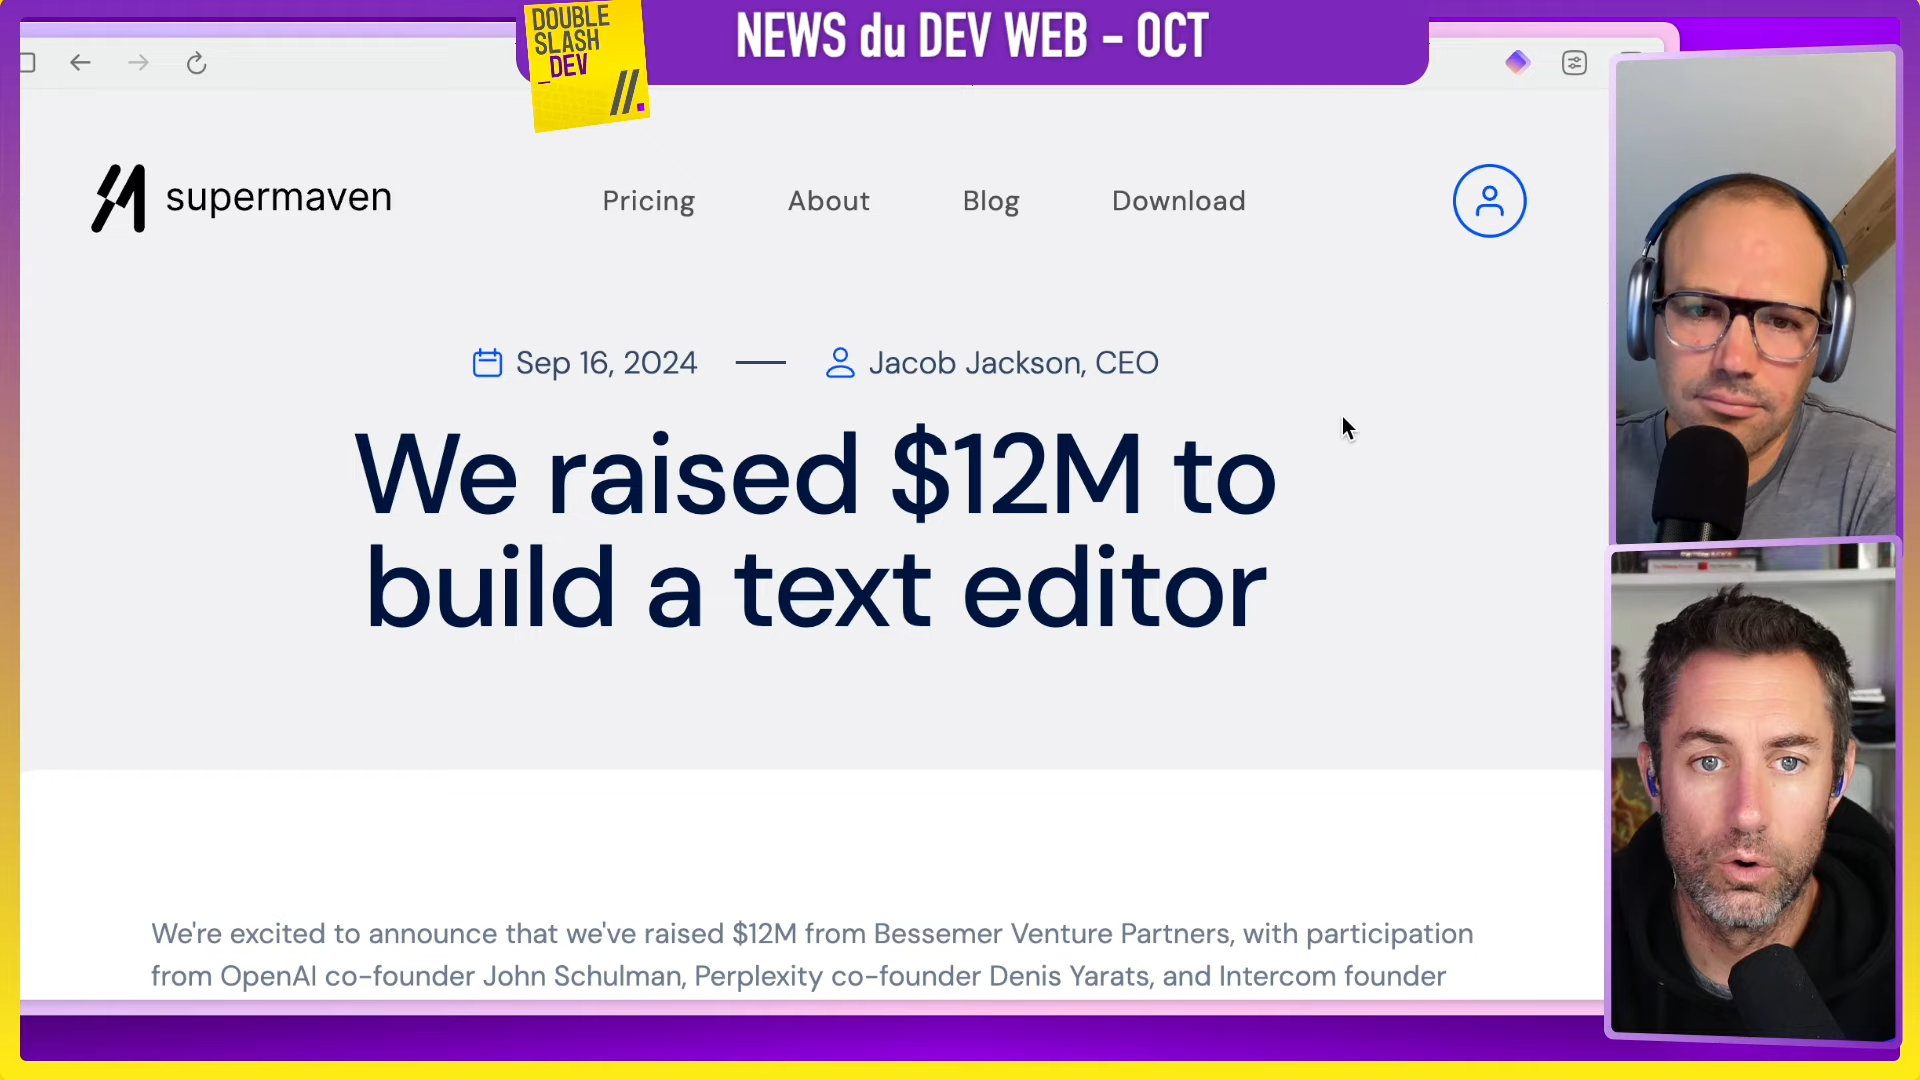 DOUBLE
SLASH
_DEV
//.
NEWS du DEV WEB - OCT
supermaven
Pricing
About
Blog
Download
Sep 16, 2024
Jacob Jackson, CEO
We raised $12M to
build a text editor
We're excited to announce that we've raised $12M from Bessemer Venture Partners, with participation
from OpenAI co-founder John Schulman, Perplexity co-founder Denis Yarats, and Intercom founder